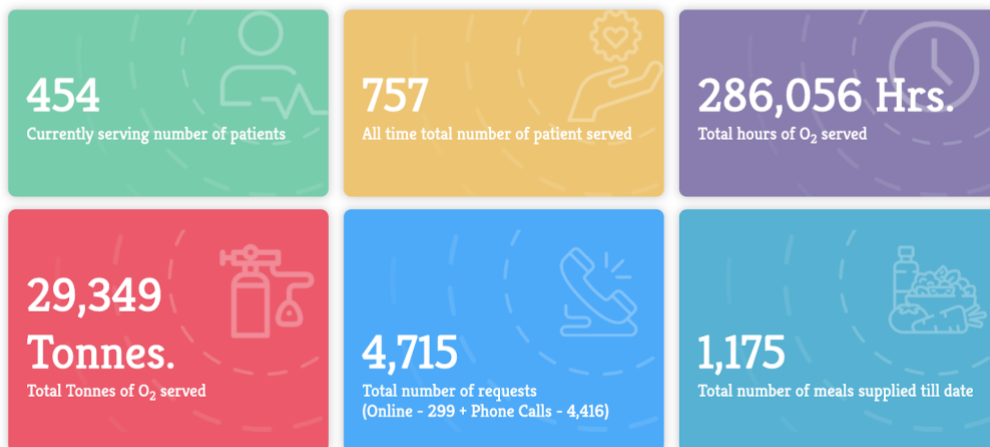 454
Currently serving number of patients
757
All time total number of patient served
286,056 Hrs.
Total hours of O₂ served
29,349
Tonnes.
Total Tonnes of O₂ served
4,715
Total number of requests
(Online - 299 + Phone Calls - 4,416)
1,175
Total number of meals supplied till date